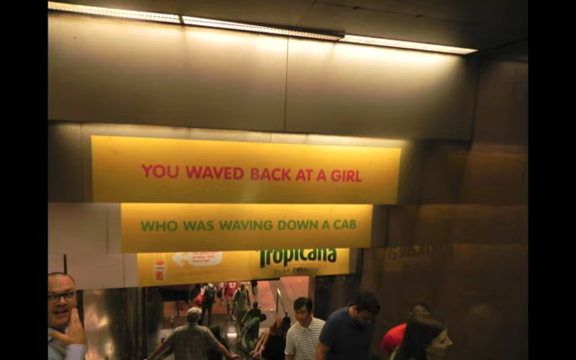 YOU WAVED BACK AT A GIRL
WHO WAS WAVING DOWN A CAB
Tropicana